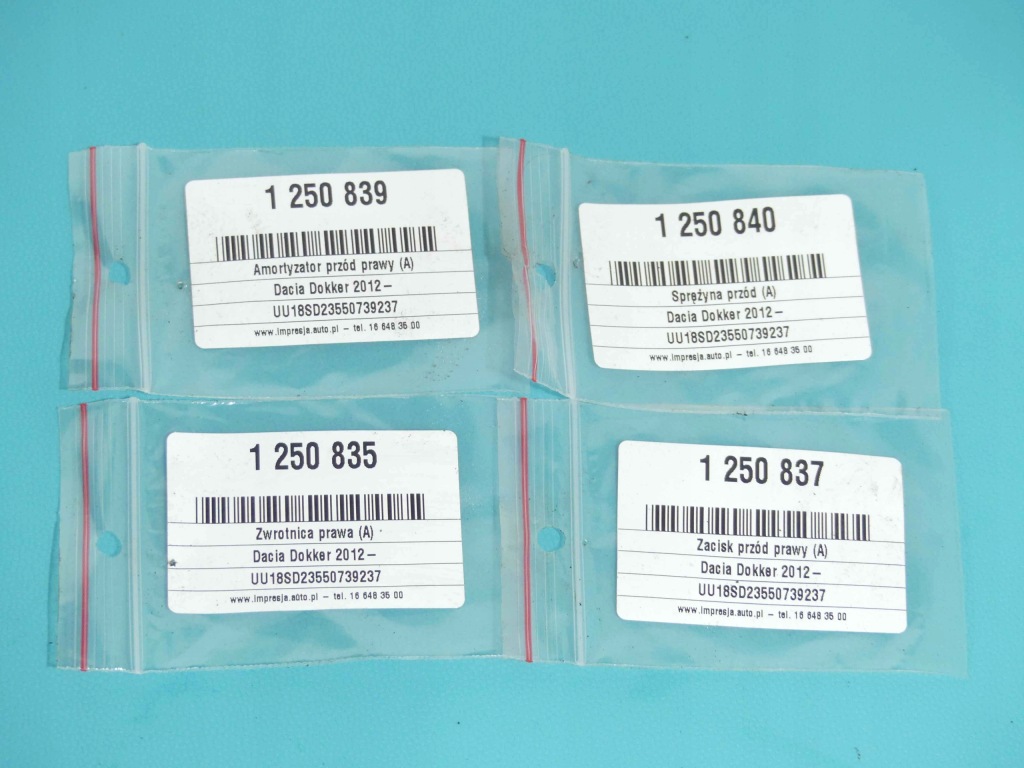 1 250 839
Amortyzator przód prawy (A)
Dacia Dokker 2012–
UU18SD23550739237
www.impresja.auto.pl – tel. 16 648 35 00
1 250 840
Sprężyna przód (A)
Dacia Dokker 2012–
UU18SD23550739237
www.impresja.auto.pl – tel. 16 648 35 00
1 250 835
Zwrotnica prawa (A)
Dacia Dokker 2012–
UU18SD23550739237
www.impresja.auto.pl – tel. 16 648 35 00
1 250 837
Zacisk przód prawy (A)
Dacia Dokker 2012–
UU18SD23550739237
www.impresja.auto.pl – tel. 16 648 35 00